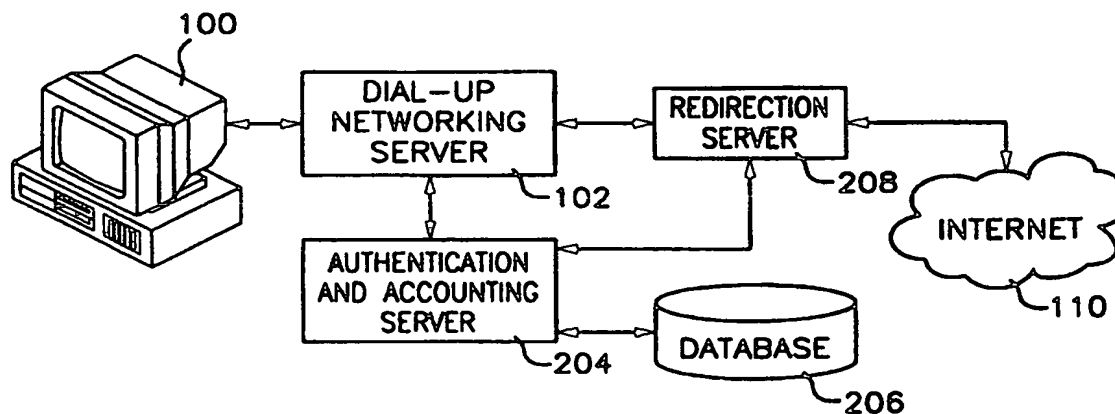 100
DIAL-UP
NETWORKING
SERVER
102
REDIRECTION
SERVER
208
INTERNET
110
AUTHENTICATION
AND ACCOUNTING
SERVER
204
DATABASE
206